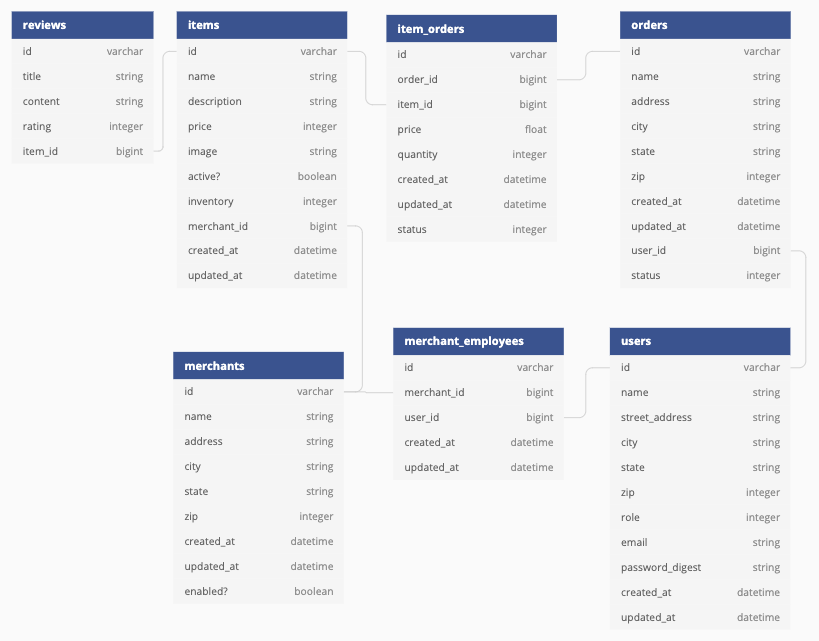 reviews
id varchar
title string
content string
rating integer
item_id bigint
items
id varchar
name string
description string
price integer
image string
active? boolean
inventory integer
merchant_id bigint
created_at datetime
updated_at datetime
item_orders
id varchar
order_id bigint
item_id bigint
price float
quantity integer
created_at datetime
updated_at datetime
status integer
orders
id varchar
name string
address string
city string
state string
zip integer
created_at datetime
updated_at datetime
user_id bigint
status integer
merchants
id varchar
name string
address string
city string
state string
zip integer
created_at datetime
updated_at datetime
enabled? boolean
merchant_employees
id varchar
merchant_id bigint
user_id bigint
created_at datetime
updated_at datetime
users
id varchar
name string
street_address string
city string
state string
zip integer
role integer
email string
password_digest string
created_at datetime
updated_at datetime